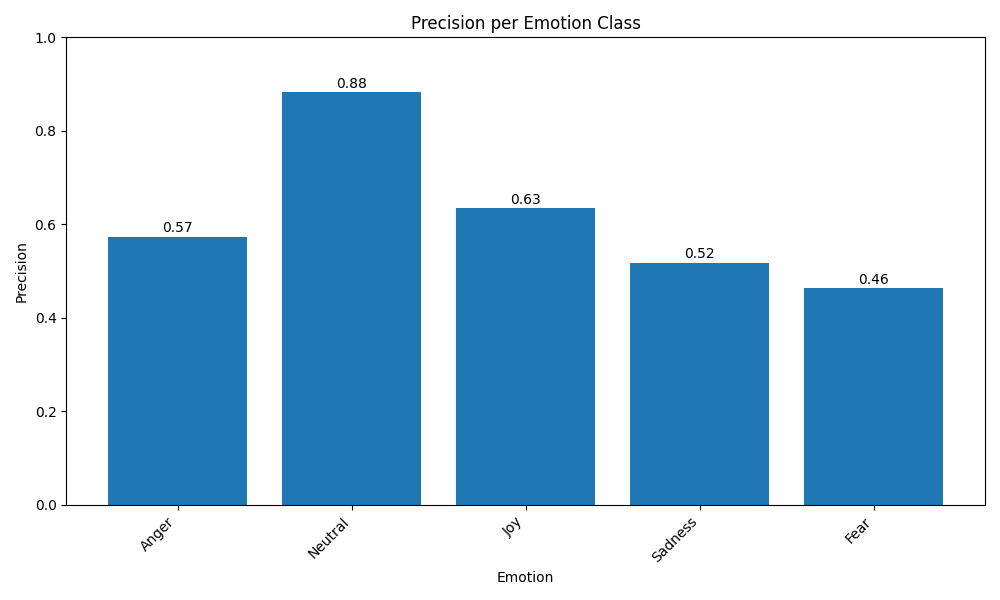 Precision per Emotion Class
1.0
0.8
0.6
0.4
0.2
0.0
Precision
0.57
0.88
0.63
0.52
0.46
Anger
Neutral
Joy
Sadness
Fear
Emotion